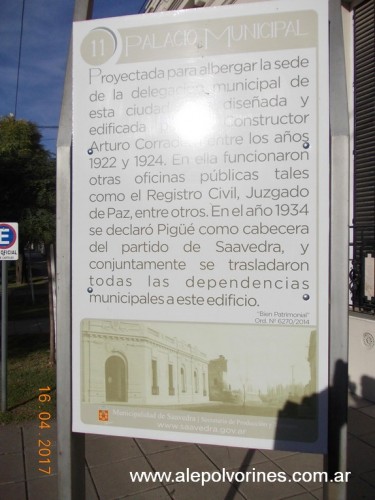 11 PALACIO MUNICIPAL
Proyectada para albergar la sede
de la delegación municipal de
esta ciudad diseñada y
edificada Constructor
Arturo entre los años
1922 y 1924. En ella funcionaron
otras oficinas públicas tales
como el Registro Civil, Juzgado
de Paz, entre otros. En el año 1934
se declaró Pigüé como cabecera
del partido de Saavedra, y
conjuntamente se trasladaron
todas las dependencias
municipales a este edificio.
"Bien Patrimonial"
Ord. Nº 6270/2014
Municipalidad de Saavedra
www.saavedra.gov.ar
E
16.04.2017
www.alepolvorines.com.ar